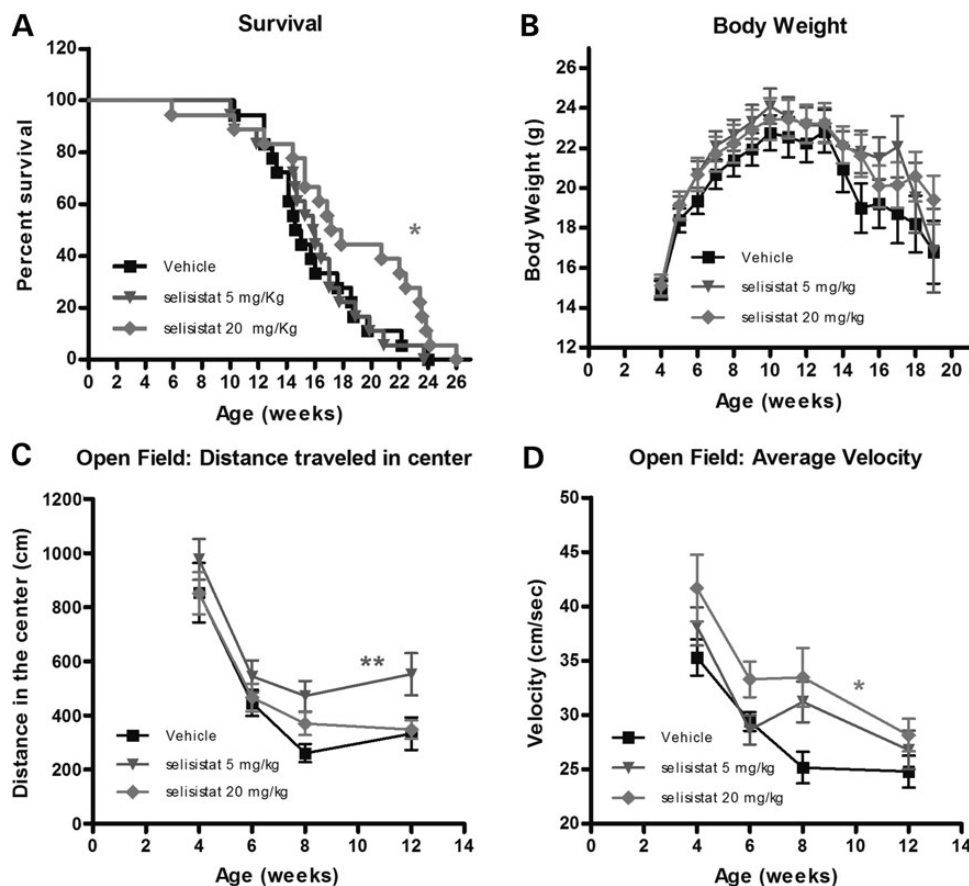 A
Survival
120
100
80
60
40
20
0
Percent survival
*
Vehicle
selisistat 5 mg/Kg
selisistat 20 mg/Kg
0 2 4 6 8 10 12 14 16 18 20 22 24 26
Age (weeks)
B
Body Weight
26
24
22
20
18
16
14
12
Body Weight (g)
Vehicle
selisistat 5 mg/kg
selisistat 20 mg/kg
0 2 4 6 8 10 12 14 16 18 20
Age (weeks)
C
Open Field: Distance traveled in center
1200
1000
800
600
400
200
0
Distance in the center (cm)
**
Vehicle
selisistat 5 mg/kg
selisistat 20 mg/kg
0 2 4 6 8 10 12 14
Age (weeks)
D
Open Field: Average Velocity
50
45
40
35
30
25
20
Velocity (cm/sec)
*
Vehicle
selisistat 5 mg/kg
selisistat 20 mg/kg
0 2 4 6 8 10 12 14
Age (weeks)